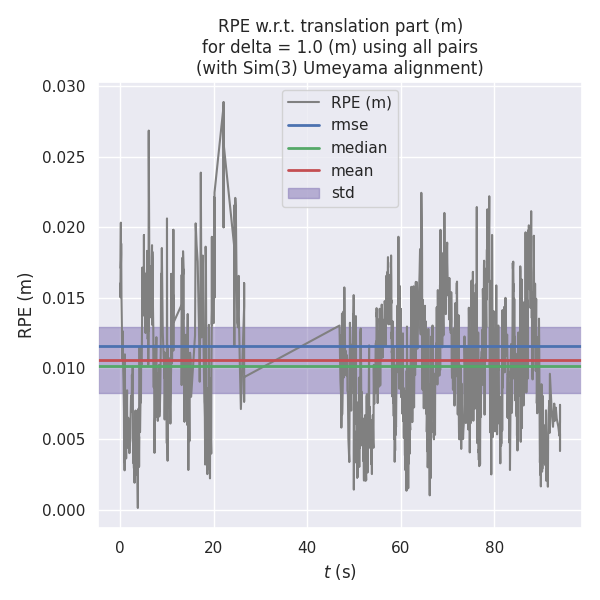 RPE w.r.t. translation part (m)
for delta = 1.0 (m) using all pairs
(with Sim(3) Umeyama alignment)
RPE (m)
rmse
median
mean
std
RPE (m)
0.030
0.025
0.020
0.015
0.010
0.005
0.000
0 20 40 60 80
t (s)